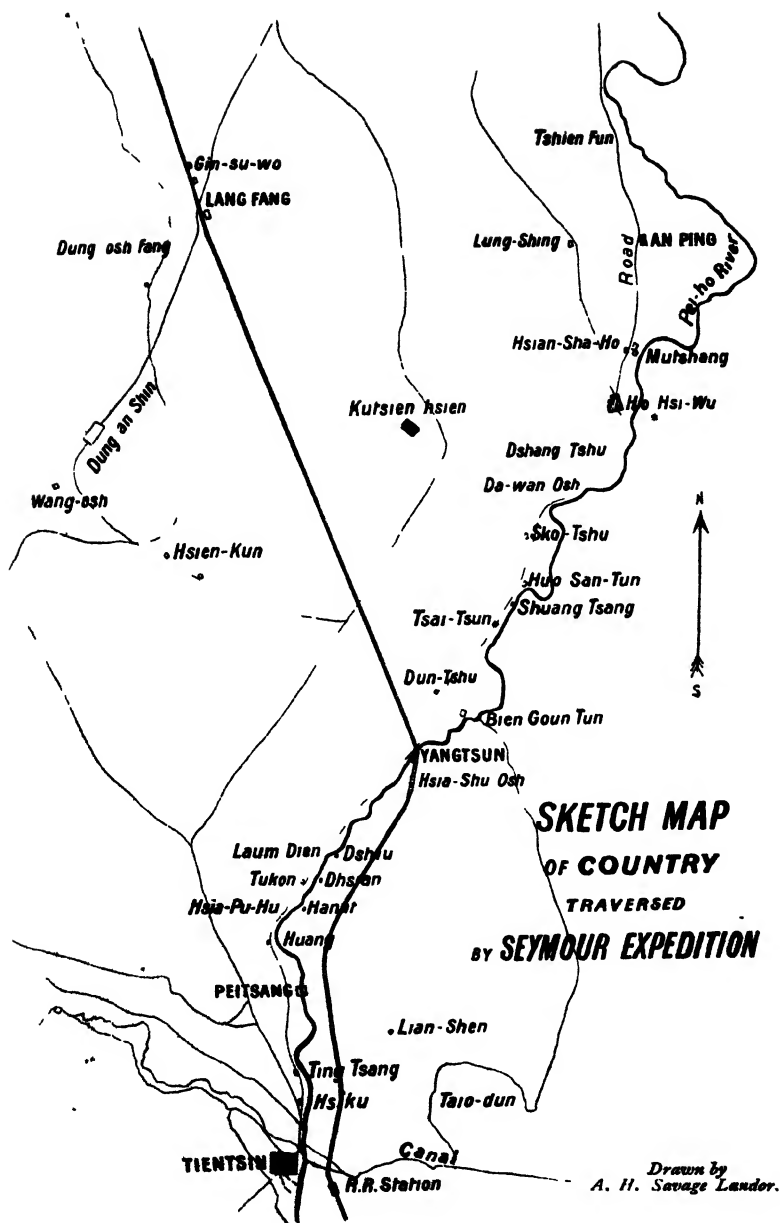 Tshien Fun
Gin-su-wo
LANG FANG
Dung osh Fang
Lung-Shing
AN PING
Road
Pei-ho River
Hsian-Sha-Ho
Mutshang
Ho Hsi-Wu
Kutsien hsien
Dung an Shin
Dshang Tshu
Da-wan Osh
Wang-osh
Sko-Tshu
Hsien-Kun
N
Huo San-Tun
Shuang Tsang
Tsai-Tsun
Dun-Tshu
S
Bien Goun Tun
YANGTSUN
Hsia-Shu Osh
SKETCH MAP
OF COUNTRY
TRAVERSED
BY SEYMOUR EXPEDITION
Laum Dien
Tukon
Dhsian
Hsia-Pu-Hu
Huang
PEITSANG
Lian-Shen
Ting Tsang
Hsiku
Taio-dun
TIENTSIN
Canal
R.R. Station
Drawn by
A. H. Savage Landor.